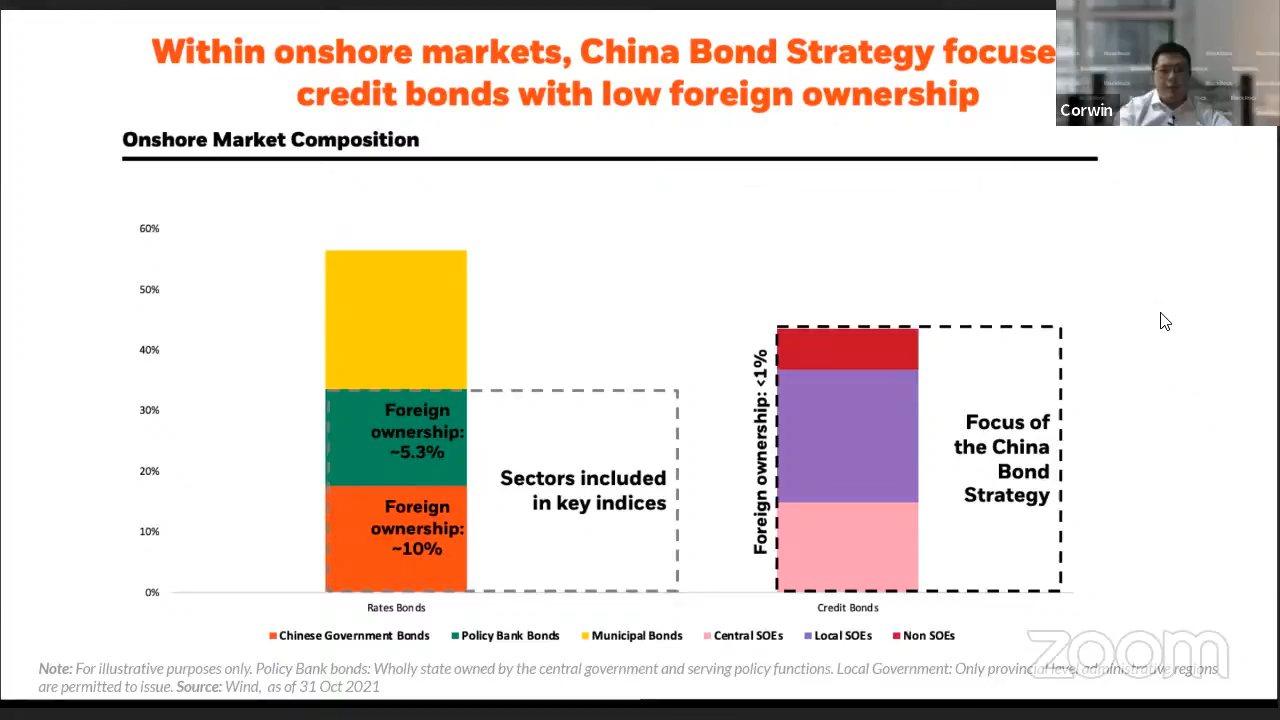 Within onshore markets, China Bond Strategy focuse
credit bonds with low foreign ownership
Corwin
Onshore Market Composition
60%
50%
40%
30%
20%
10%
0%
Foreign
ownership:
~5.3%
Foreign
ownership:
~10%
Sectors included
in key indices
Foreign ownership: <1%
Focus of
the China
Bond
Strategy
Rates Bonds
Credit Bonds
Chinese Government Bonds Policy Bank Bonds Municipal Bonds Central SOEs Local SOEs Non SOEs
Note: For illustrative purposes only. Policy Bank bonds: Wholly state owned by the central government and serving policy functions. Local Government: Only provincial level administrative regions
are permitted to issue. Source: Wind, as of 31 Oct 2021
zoom